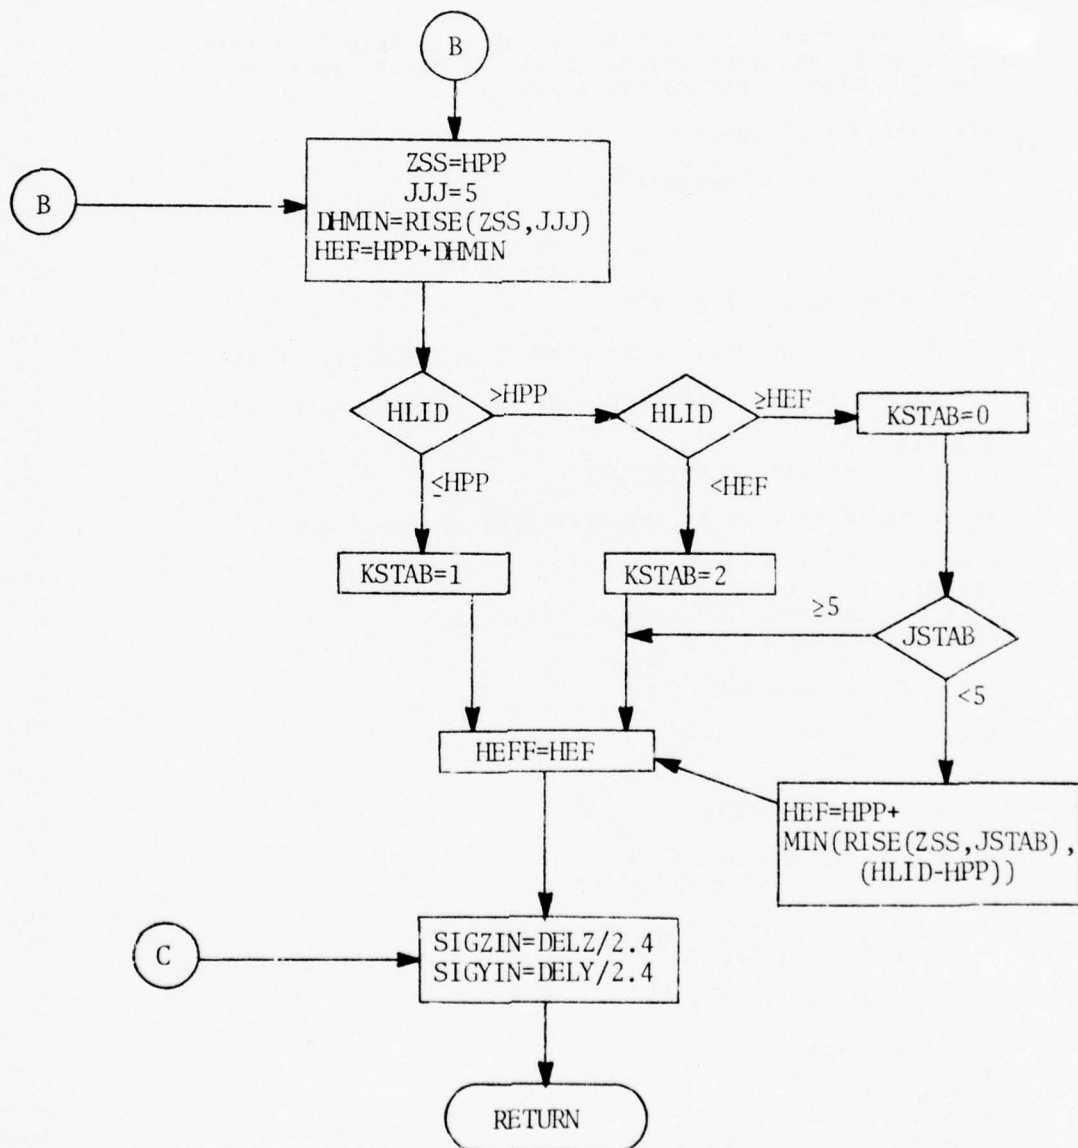 B
B
ZSS=HPP
JJJ=5
DHMIN=RISE(ZSS,JJJ)
HEF=HPP+DHMIN
HLID
>HPP
HLID
≥HEF
KSTAB=0
≤HPP
<HEF
KSTAB=1
KSTAB=2
≥5
JSTAB
<5
HEFF=HEF
HEF=HPP+
MIN(RISE(ZSS,JSTAB),
(HLID-HPP))
C
SIGZIN=DELZ/2.4
SIGYIN=DELY/2.4
RETURN